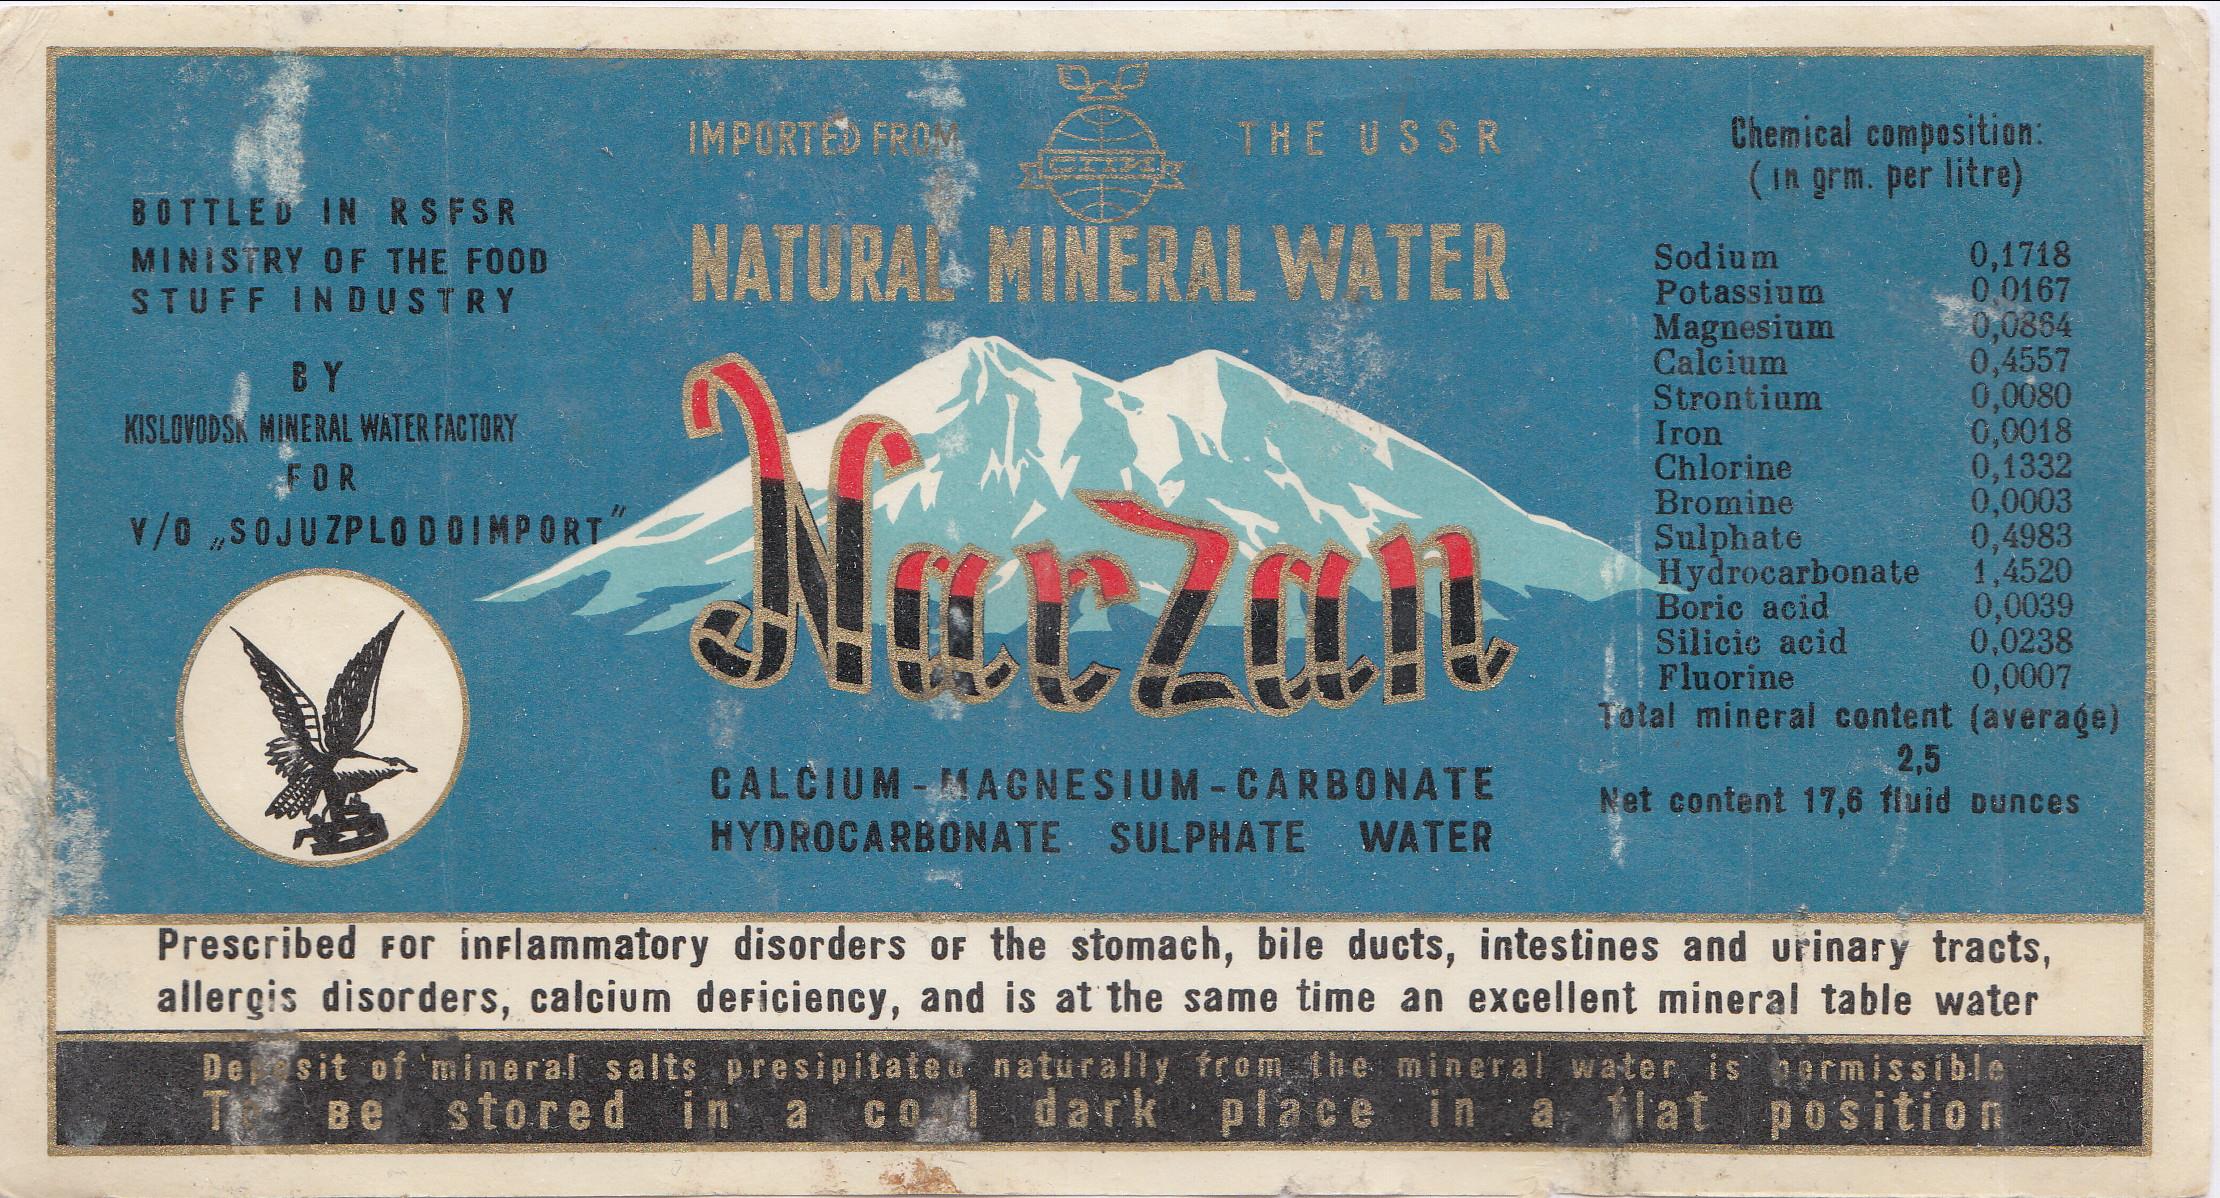 IMPORTED FROM THE USSR
NATURAL MINERAL WATER
Narzan
CALCIUM-MAGNESIUM-CARBONATE
HYDROCARBONATE SULPHATE WATER
BOTTLED IN RSFSR
MINISTRY OF THE FOOD
STUFF INDUSTRY
BY
KISLOVODSK MINERAL WATER FACTORY
FOR
V/O „SOJUZPLODOIMPORT"
Chemical composition:
(in grm. per litre)
Sodium 0,1718
Potassium 0,0167
Magnesium 0,0864
Calcium 0,4557
Strontium 0,0080
Iron 0,0018
Chlorine 0,1332
Bromine 0,0003
Sulphate 0,4983
Hydrocarbonate 1,4520
Boric acid 0,0039
Silicic acid 0,0238
Fluorine 0,0007
Total mineral content (average)
2,5
Net content 17,6 fluid ounces
Prescribed for inflammatory disorders of the stomach, bile ducts, intestines and urinary tracts,
allergis disorders, calcium deficiency, and is at the same time an excellent mineral table water
Deposit of mineral salts presipitated naturally from the mineral water is permissible
To be stored in a cool dark place in a flat position